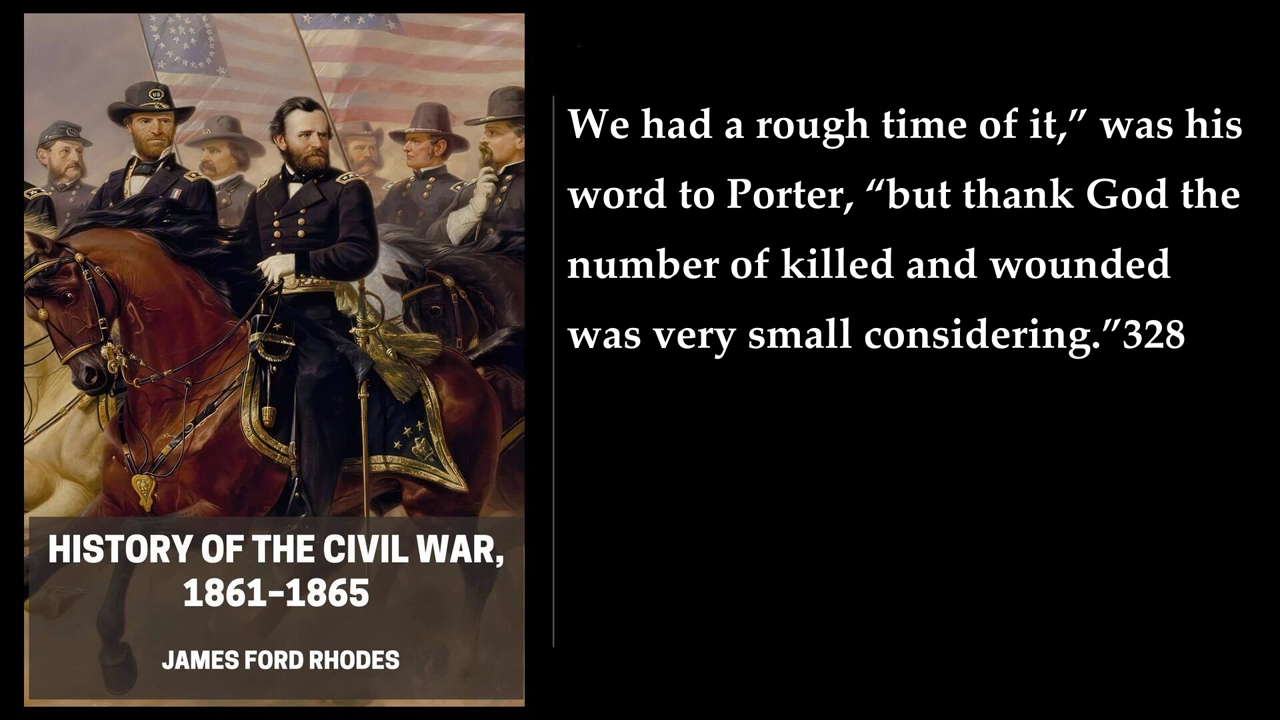 We had a rough time of it,” was his
word to Porter, “but thank God the
number of killed and wounded
was very small considering.”328
HISTORY OF THE CIVIL WAR,
1861–1865
JAMES FORD RHODES